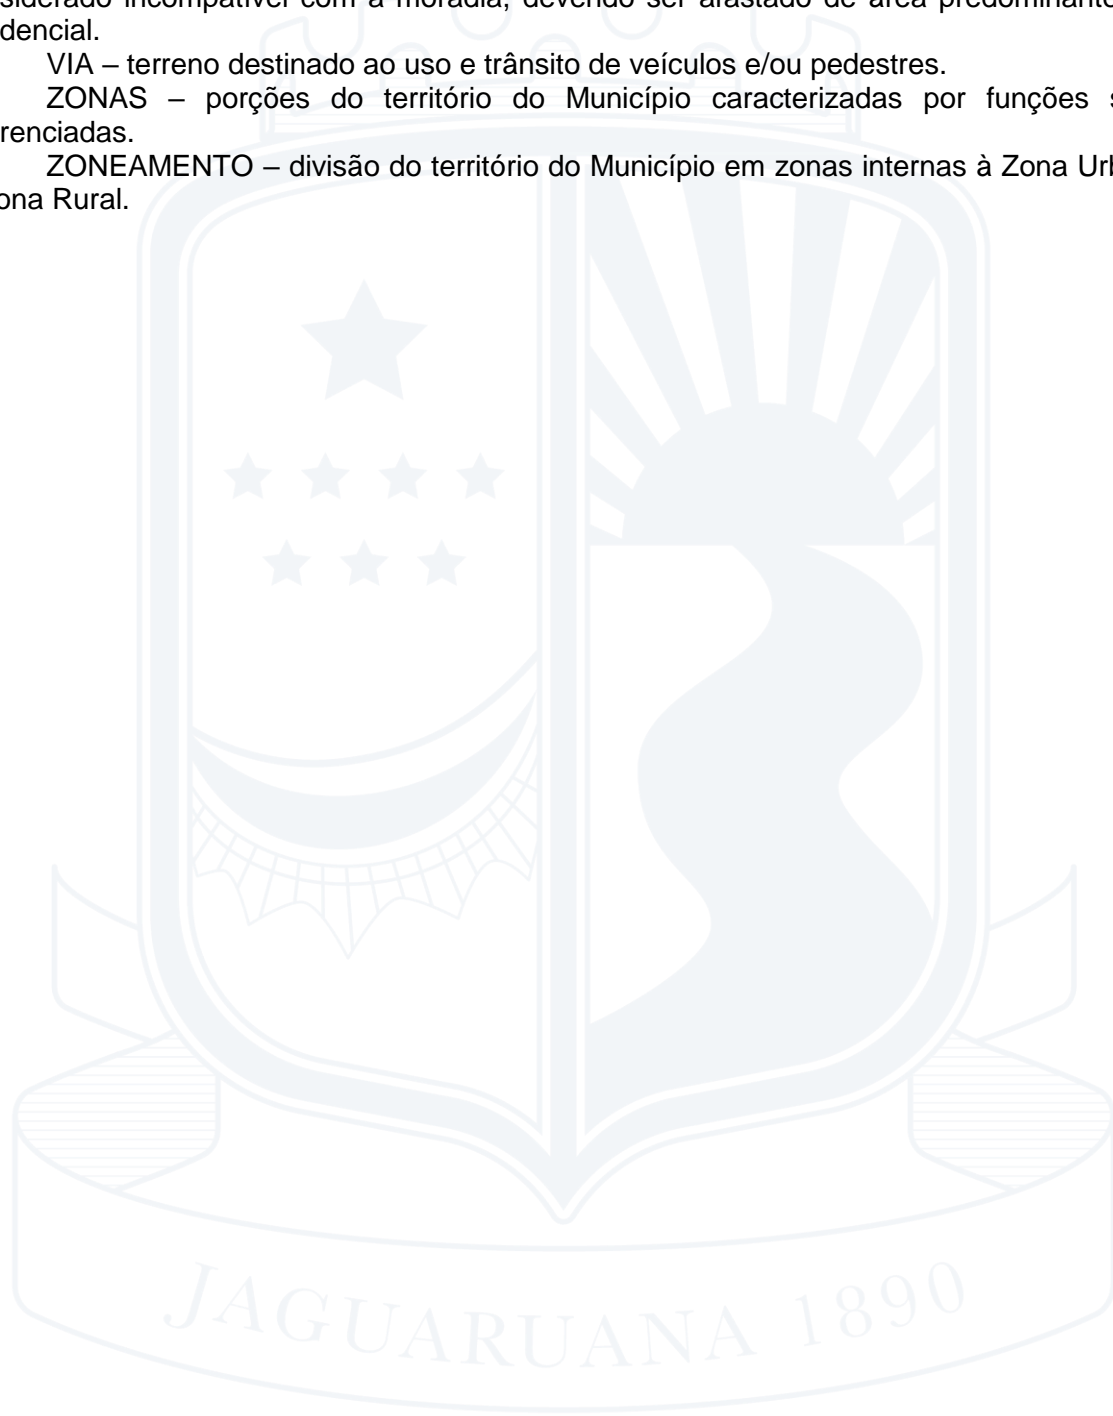 siderado incompatível com a moradia, devendo ser afastado de área predominante
dencial.
VIA – terreno destinado ao uso e trânsito de veículos e/ou pedestres.
ZONAS – porções do território do Município caracterizadas por funções s
renciadas.
ZONEAMENTO – divisão do território do Município em zonas internas à Zona Urb
ona Rural.
JAGUARUANA 1890